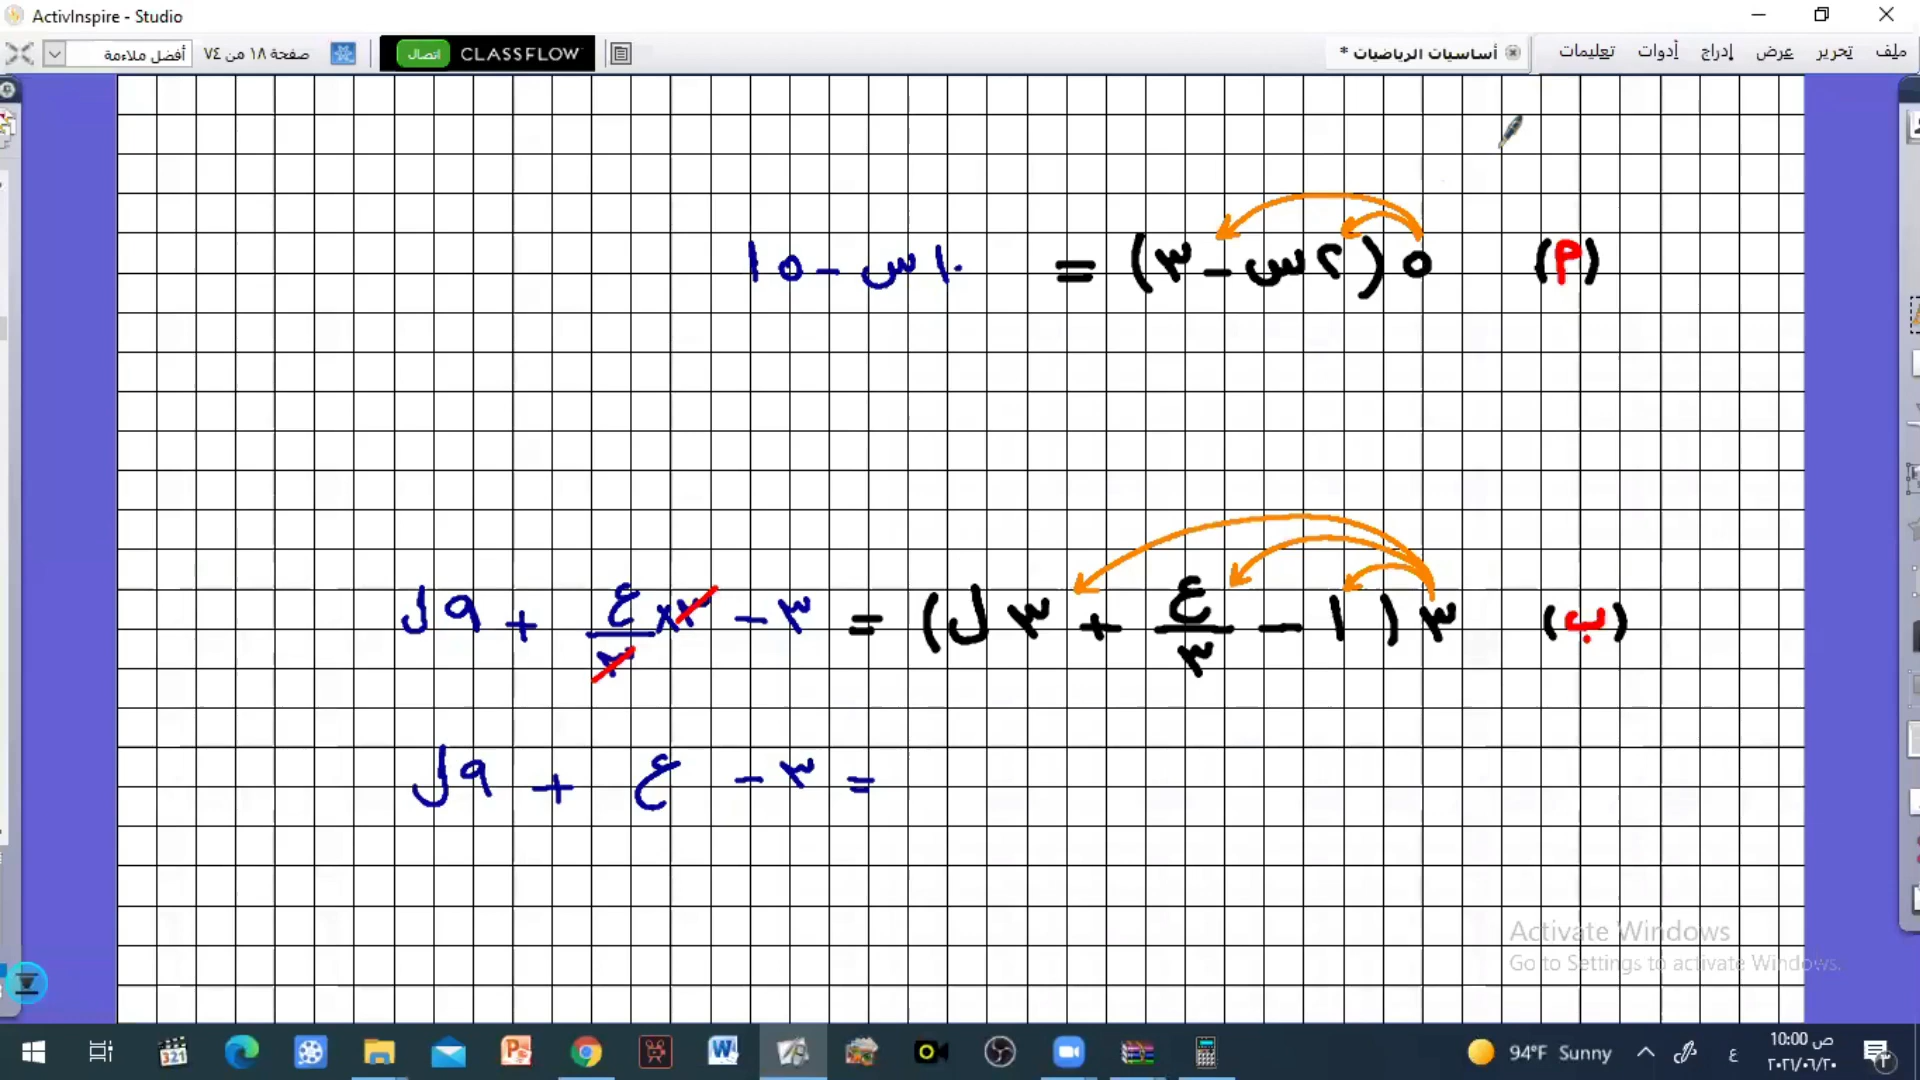 ActivInspire - Studio
ملف تحرير عرض إدراج أدوات تعليمات
أساسيات الرياضيات *
اتصال CLASSFLOW
صفحة ١٨ من ٧٤
أفضل ملاءمة
(م) ٥ (٢س - ٣) = ١٠س - ١٥
(ب) ٣ (١ - ع/٣ + ٣ل) = ٣ - ٣×ع/٣ + ٩ل
= ٣ - ع + ٩ل
Activate Windows
Go to Settings to activate Windows.
321
94°F Sunny
ع
10:00 ص
٢٠٢١/٠٦/٢٠
٣